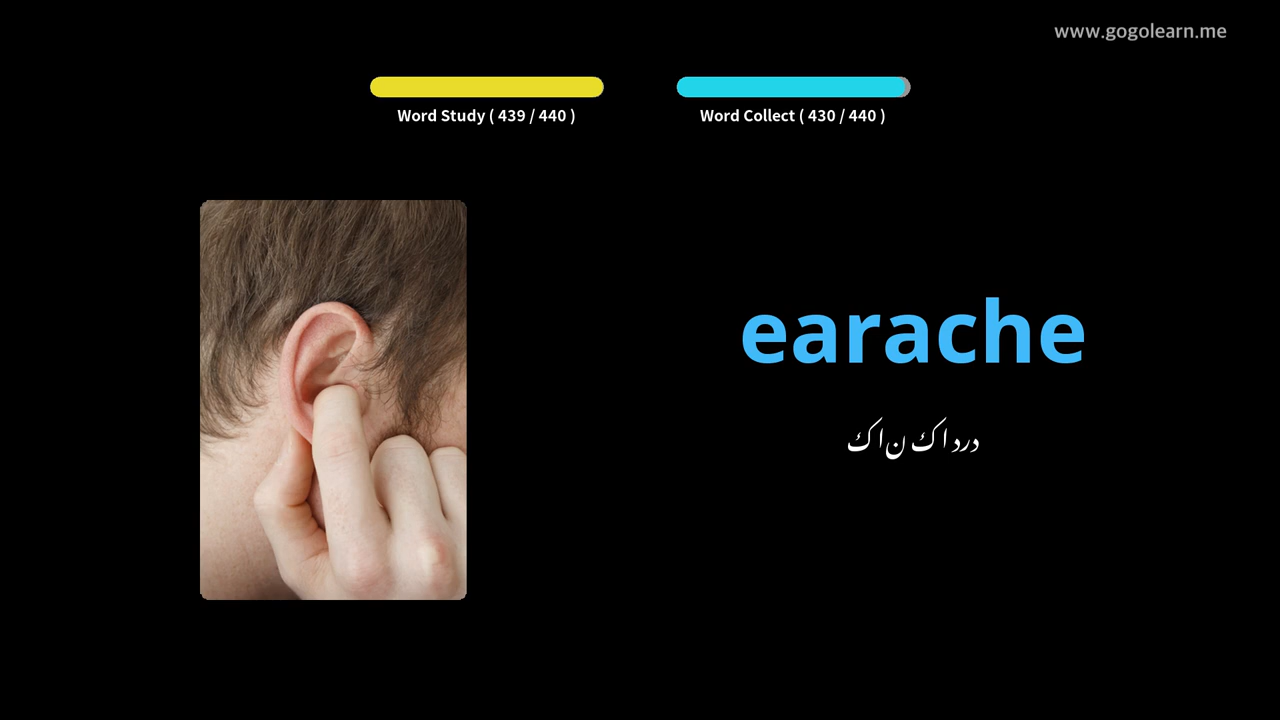 www.gogolearn.me
Word Study ( 439 / 440 )
Word Collect ( 430 / 440 )
earache
کان کا درد